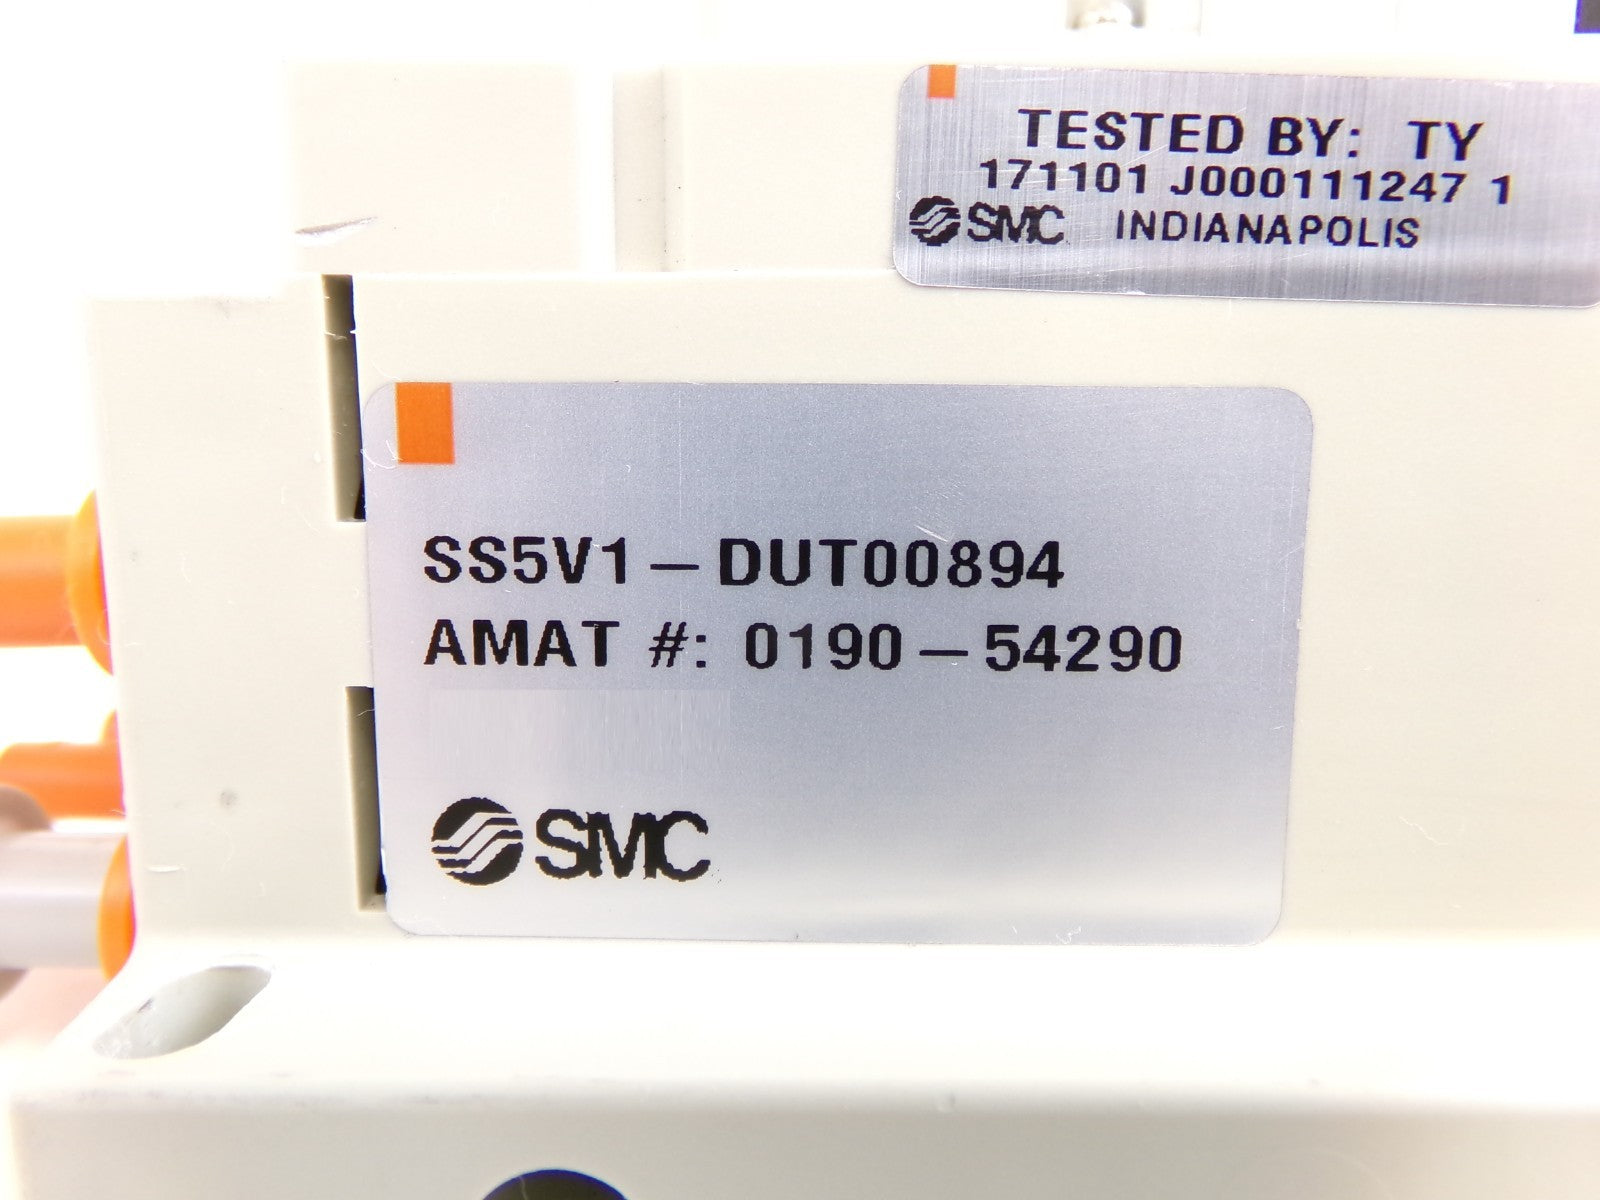 TESTED BY: TY
171101 J000111247 1
SMC INDIANAPOLIS
SS5V1-DUT00894
AMAT #: 0190-54290
SMC